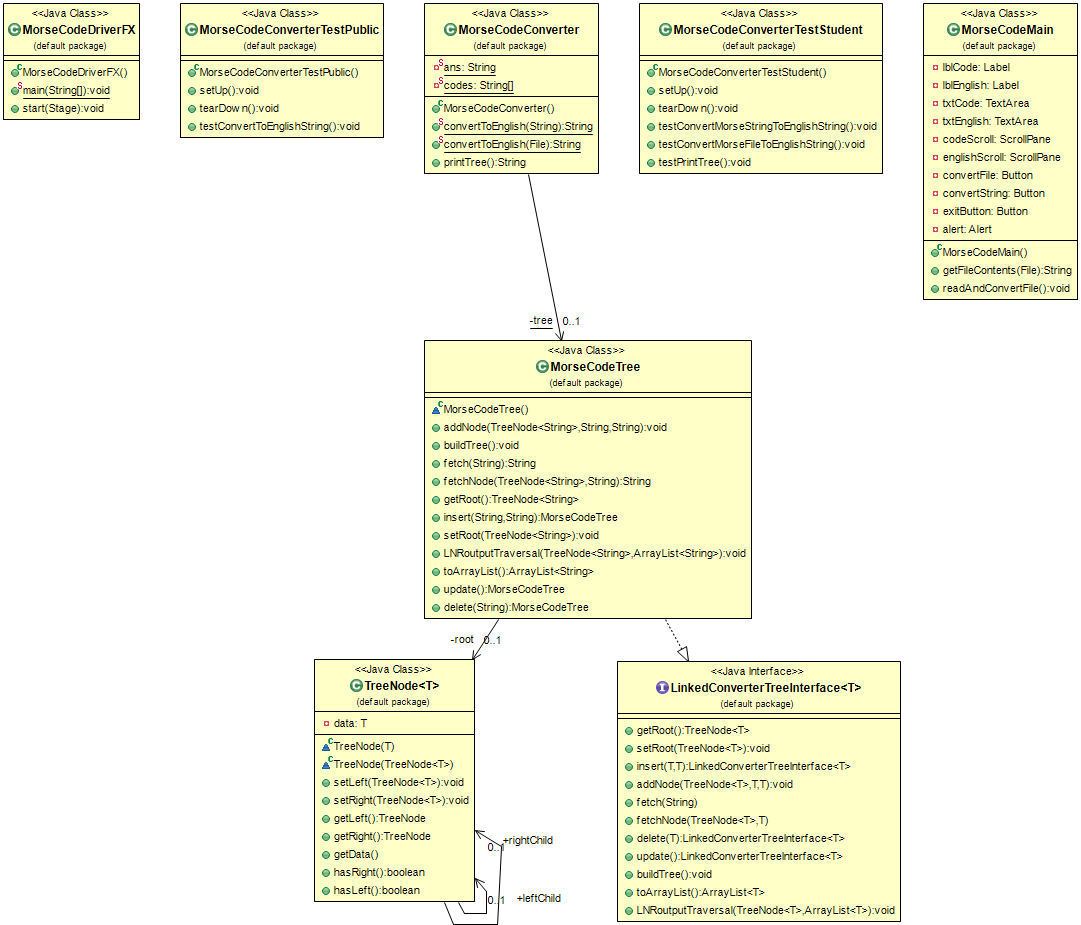 <<Java Class>>
MorseCodeDriverFX
(default package)
MorseCodeDriverFX()
main(String[]):void
start(Stage):void
<<Java Class>>
MorseCodeConverterTestPublic
(default package)
MorseCodeConverterTestPublic()
setUp():void
tearDown():void
testConvertToEnglishString():void
<<Java Class>>
MorseCodeConverter
(default package)
ans: String
codes: String[]
MorseCodeConverter()
convertToEnglish(String):String
convertToEnglish(File):String
printTree():String
<<Java Class>>
MorseCodeConverterTestStudent
(default package)
MorseCodeConverterTestStudent()
setUp():void
tearDown():void
testConvertMorseStringToEnglishString():void
testConvertMorseFileToEnglishString():void
testPrintTree():void
<<Java Class>>
MorseCodeMain
(default package)
lblCode: Label
lblEnglish: Label
txtCode: TextArea
txtEnglish: TextArea
codeScroll: ScrollPane
englishScroll: ScrollPane
convertFile: Button
convertString: Button
exitButton: Button
alert: Alert
MorseCodeMain()
getFileContents(File):String
readAndConvertFile():void
-tree 0..1
<<Java Class>>
MorseCodeTree
(default package)
MorseCodeTree()
addNode(TreeNode<String>,String,String):void
buildTree():void
fetch(String):String
fetchNode(TreeNode<String>,String):String
getRoot():TreeNode<String>
insert(String,String):MorseCodeTree
setRoot(TreeNode<String>):void
LNRoutputTraversal(TreeNode<String>,ArrayList<String>):void
toArrayList():ArrayList<String>
update():MorseCodeTree
delete(String):MorseCodeTree
-root 0..1
<<Java Class>>
TreeNode<T>
(default package)
data: T
TreeNode(T)
TreeNode(TreeNode<T>)
setLeft(TreeNode<T>):void
setRight(TreeNode<T>):void
getLeft():TreeNode
getRight():TreeNode
getData()
hasRight():boolean
hasLeft():boolean
+rightChild
0..1
+leftChild
0..1
<<Java Interface>>
LinkedConverterTreeInterface<T>
(default package)
getRoot():TreeNode<T>
setRoot(TreeNode<T>):void
insert(T,T):LinkedConverterTreeInterface<T>
addNode(TreeNode<T>,T,T):void
fetch(String)
fetchNode(TreeNode<T>,T)
delete(T):LinkedConverterTreeInterface<T>
update():LinkedConverterTreeInterface<T>
buildTree():void
toArrayList():ArrayList<T>
LNRoutputTraversal(TreeNode<T>,ArrayList<T>):void